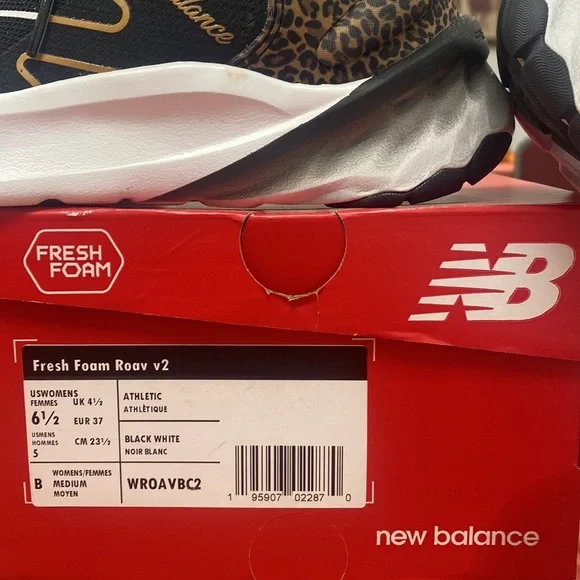 balance
FRESH
FOAM
NB
Fresh Foam Roav v2
USWOMENS
FEMMES
6½
UK 4½
EUR 37
USMENS
HOMMES
5
CM 23½
ATHLETIC
ATHLÈTIQUE
BLACK WHITE
NOIR BLANC
B
WOMENS/FEMMES
MEDIUM
MOYEN
WROAVBC2
1 95907 02287 0
new balance